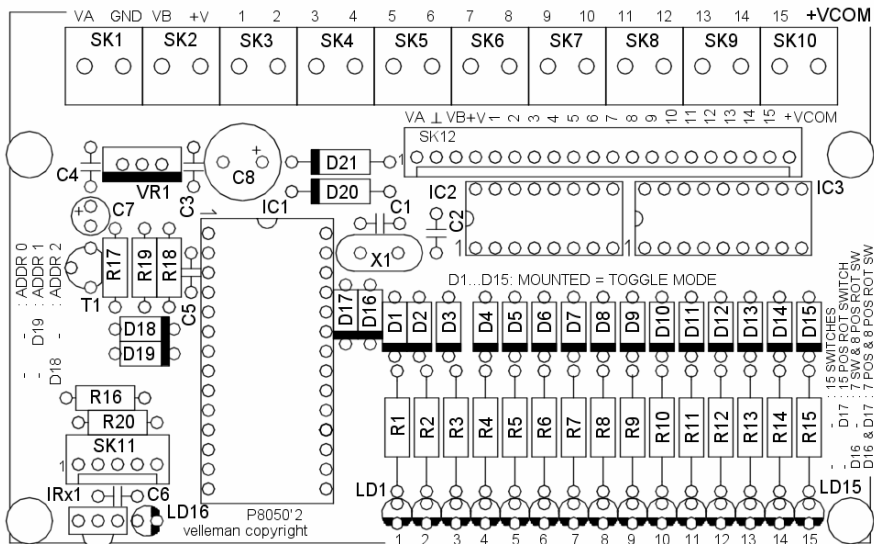 VA GND VB +V 1 2 3 4 5 6 7 8 9 10 11 12 13 14 15 +VCOM
SK1 SK2 SK3 SK4 SK5 SK6 SK7 SK8 SK9 SK10
VA ⊥ VB +V 1 2 3 4 5 6 7 8 9 10 11 12 13 14 15 +VCOM
SK12
1
C4
VR1
C3
C8
+
D21
D20
IC1
1
C1
C2
IC2
1
IC3
1
C7
+
X1
T1
R17
R19
R18
C5
D18
D19
- - : ADDR 0
- D19 : ADDR 1
D18 - : ADDR 2
D1...D15: MOUNTED = TOGGLE MODE
D17 D16 D1 D2 D3 D4 D5 D6 D7 D8 D9 D10 D11 D12 D13 D14 D15
- - : 15 SWITCHES
- D17 : 15 POS ROT SWITCH
D16 - : 7 SW & 8 POS ROT SW
D16 & D17 : 7 POS & 8 POS ROT SW
R16
R20
SK11
1
R1 R2 R3 R4 R5 R6 R7 R8 R9 R10 R11 R12 R13 R14 R15
IRx1
C6
LD16
LD1
LD15
P8050'2
velleman copyright
1 2 3 4 5 6 7 8 9 10 11 12 13 14 15